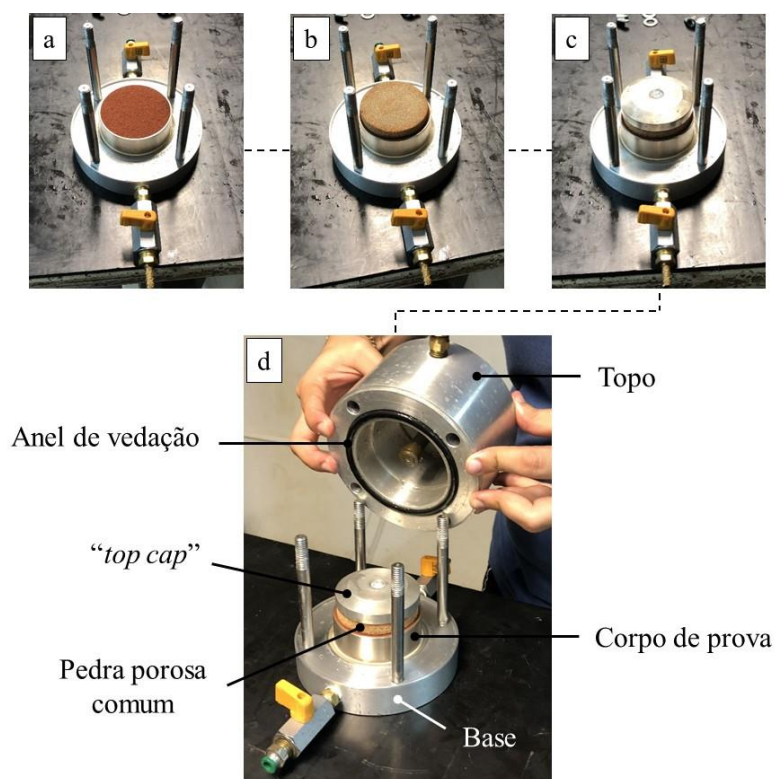 a
b
c
d
Topo
Anel de vedação
“top cap”
Pedra porosa
comum
Corpo de prova
Base